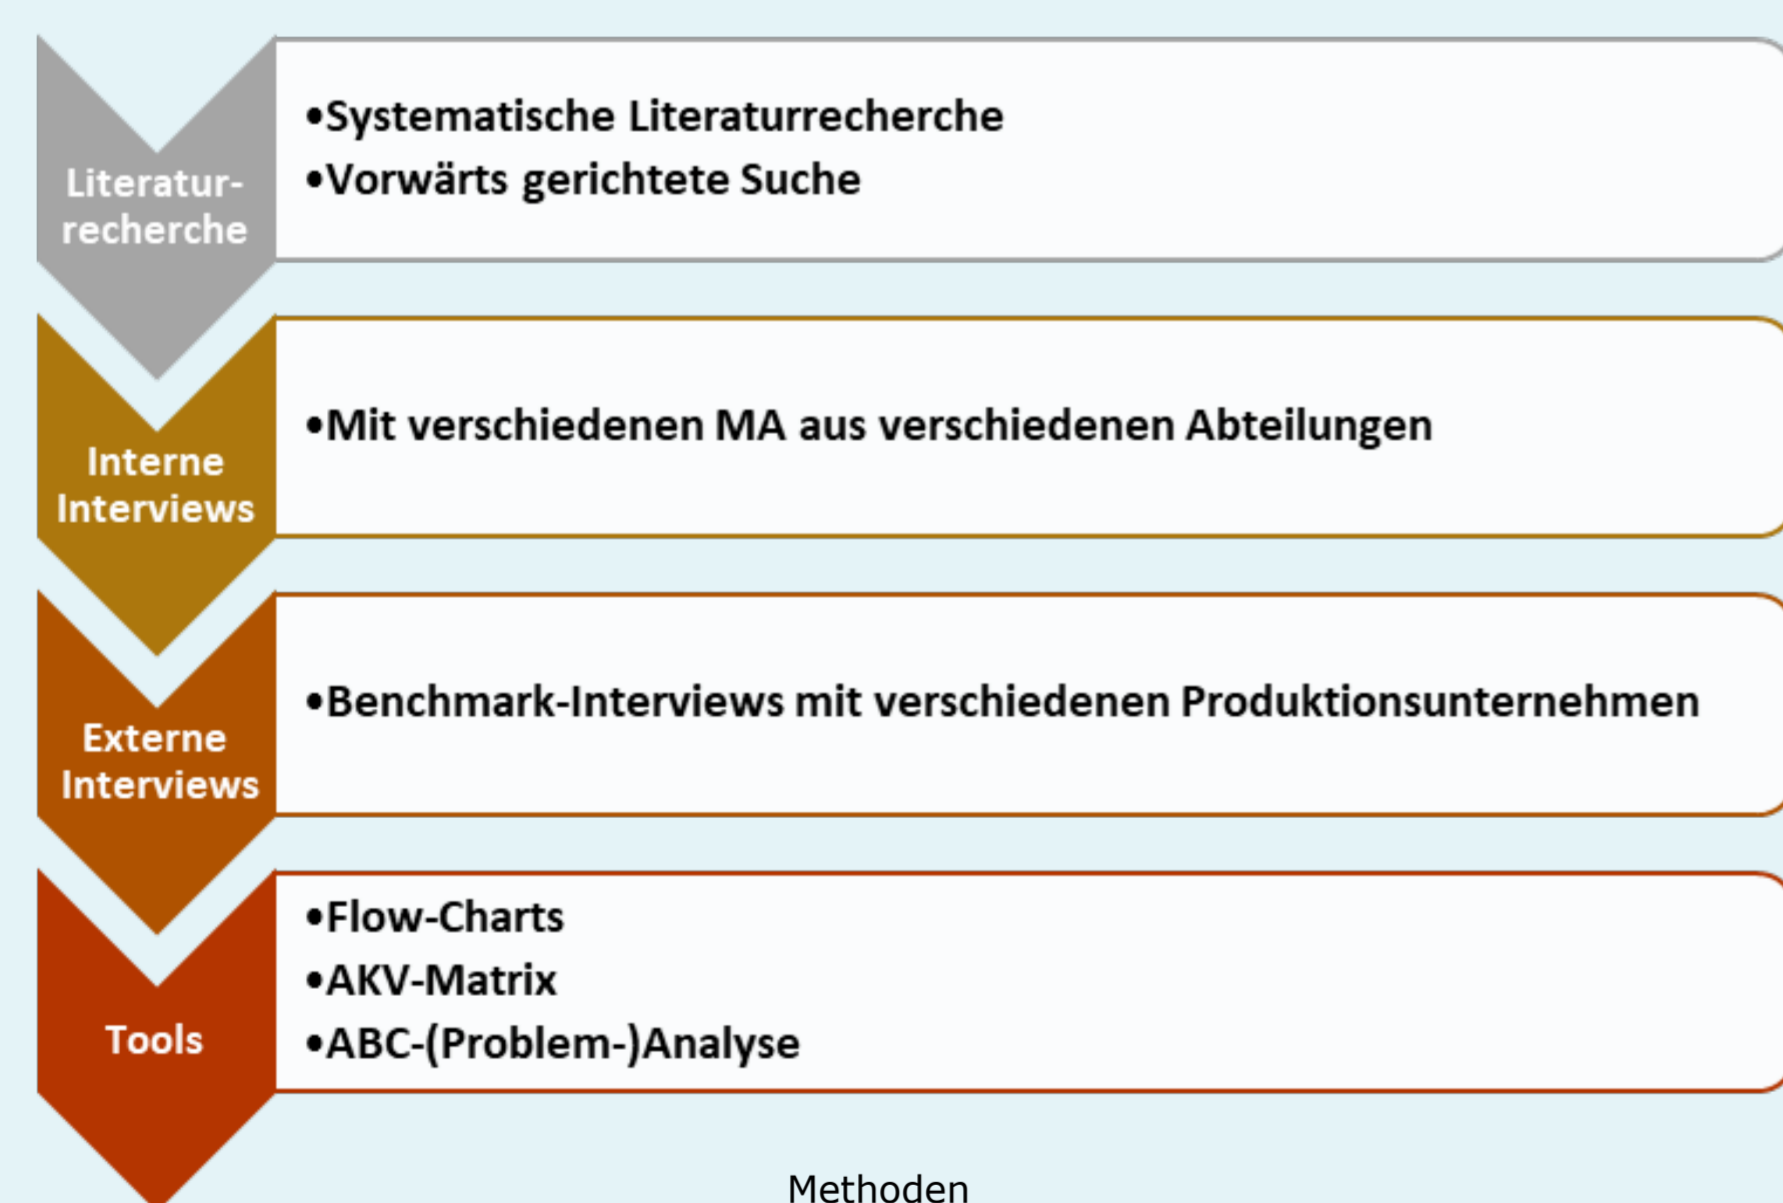 Literatur-
recherche
•Systematische Literaturrecherche
•Vorwärts gerichtete Suche
Interne
Interviews
•Mit verschiedenen MA aus verschiedenen Abteilungen
Externe
Interviews
•Benchmark-Interviews mit verschiedenen Produktionsunternehmen
Tools
•Flow-Charts
•AKV-Matrix
•ABC-(Problem-)Analyse
Methoden